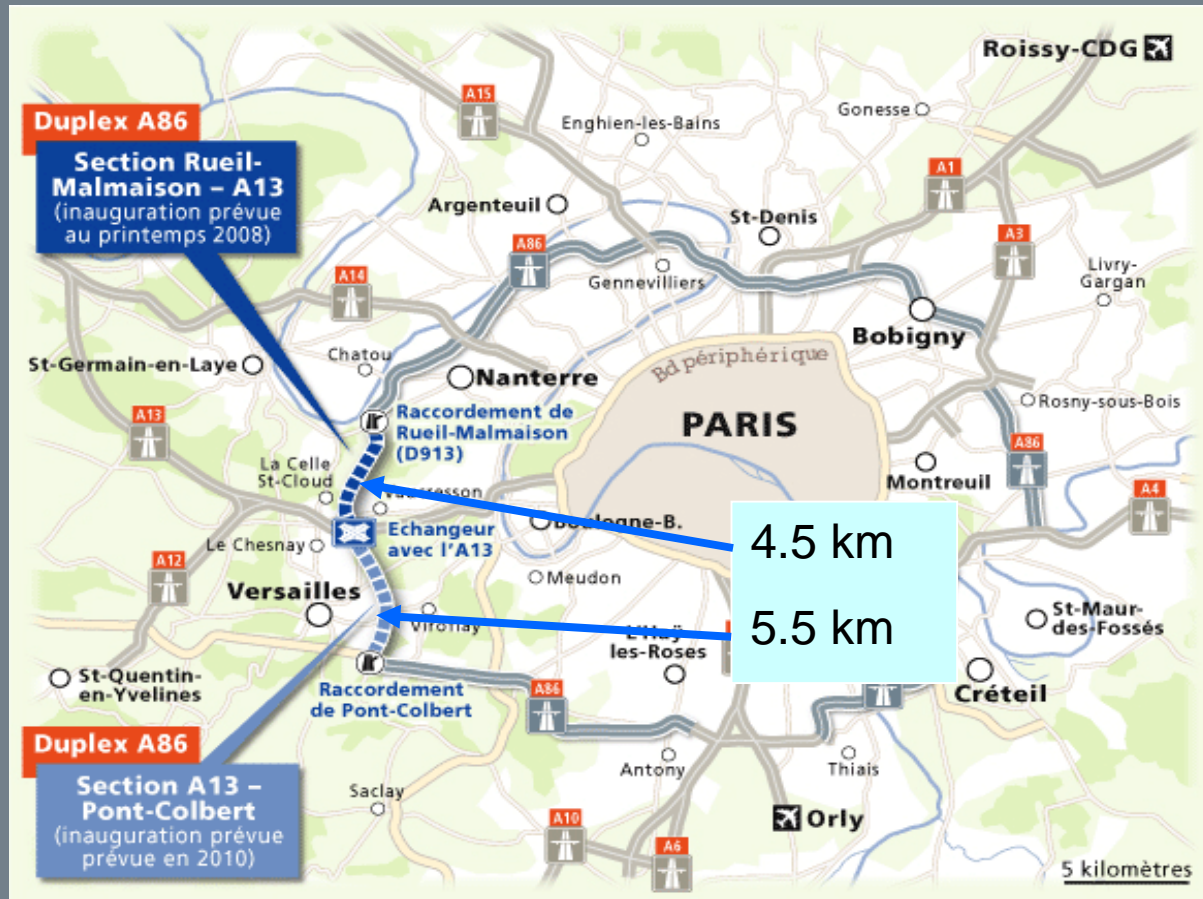 Roissy-CDG
A15
Gonesse
Duplex A86
Enghien-les-Bains
Section Rueil-
Malmaison – A13
(inauguration prévue
au printemps 2008)
A1
Argenteuil
St-Denis
A86
A3
Livry-
Gargan
A14
Gennevilliers
Bobigny
Bd périphérique
St-Germain-en-Laye
Chatou
Nanterre
Rosny-sous-Bois
A13
Raccordement de
Rueil-Malmaison
(D913)
PARIS
A86
La Celle
St-Cloud
Montreuil
A4
Echangeur
avec l'A13
4.5 km
Le Chesnay
A12
Meudon
Versailles
5.5 km
St-Maur-
des-Fossés
Viroflay
L'Haÿ
les-Roses
St-Quentin-
en-Yvelines
Raccordement
de Pont-Colbert
A86
Créteil
Duplex A86
Antony
Thiais
Section A13 –
Pont-Colbert
(inauguration prévue
prévue en 2010)
Saclay
A10
Orly
A6
5 kilomètres